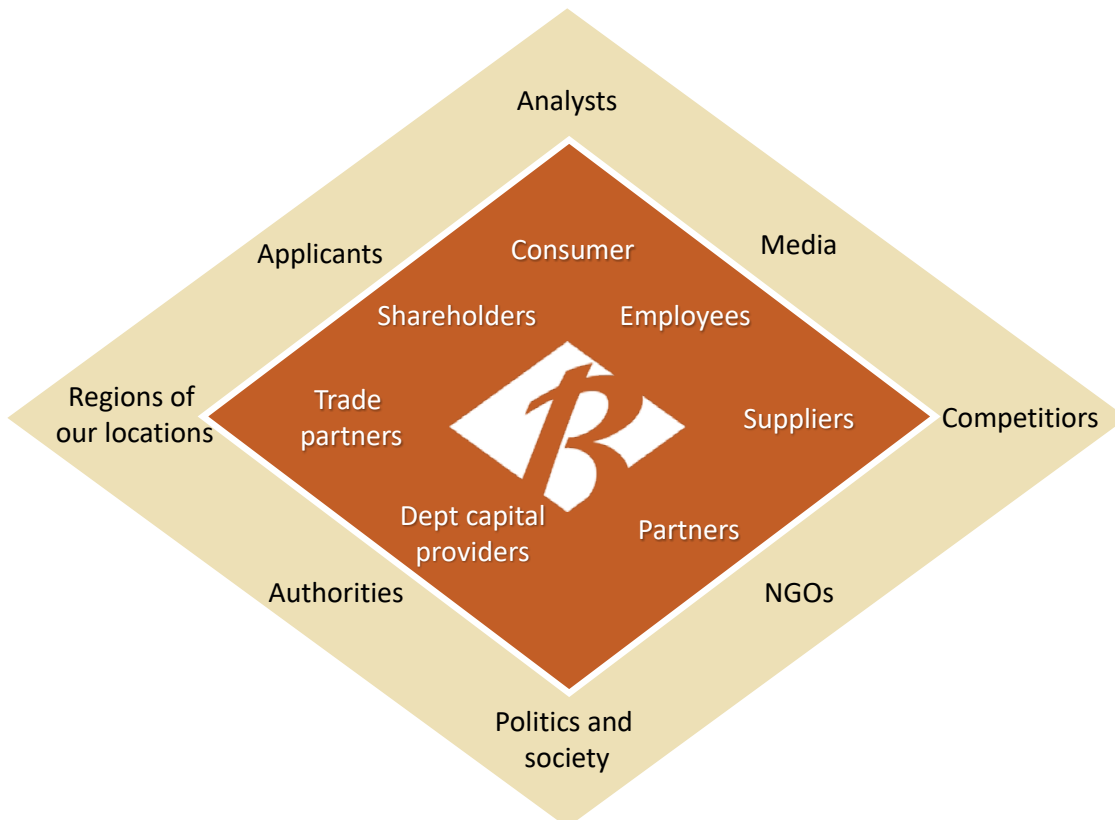 Analysts
Applicants
Media
Consumer
Shareholders
Employees
Regions of
our locations
Trade
partners
B
Suppliers
Competitiors
Dept capital
providers
Partners
Authorities
NGOs
Politics and
society